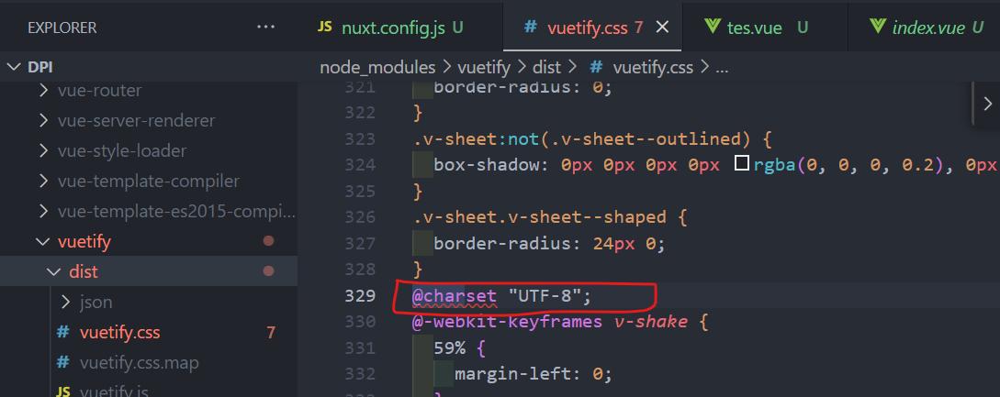 EXPLORER ...
JS nuxt.config.js U
# vuetify.css 7 ×
tes.vue U
index.vue U
DPI
node_modules > vuetify > dist > # vuetify.css > ...
vue-router
vue-server-renderer
vue-style-loader
vue-template-compiler
vue-template-es2015-compi...
vuetify
dist
json
# vuetify.css 7
# vuetify.css.map
JS vuetify.js
321 border-radius: 0;
322 }
323 .v-sheet:not(.v-sheet--outlined) {
324 box-shadow: 0px 0px 0px 0px rgba(0, 0, 0, 0.2), 0px
325 }
326 .v-sheet.v-sheet--shaped {
327 border-radius: 24px 0;
328 }
329 @charset "UTF-8";
330 @-webkit-keyframes v-shake {
331 59% {
332 margin-left: 0;
}